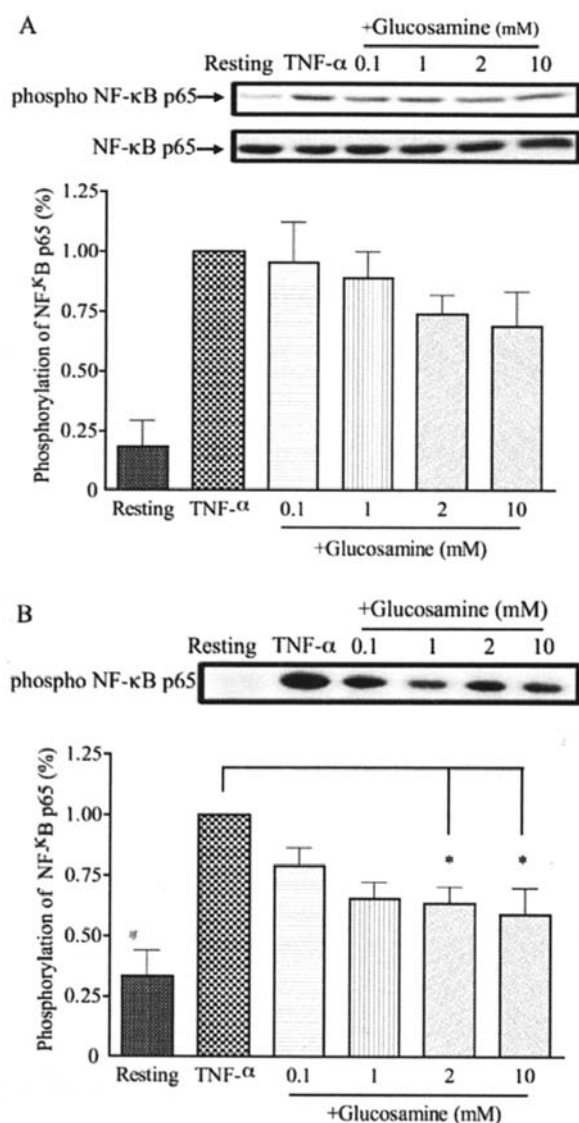 A
+Glucosamine (mM)
Resting TNF-α 0.1 1 2 10
phospho NF-κB p65
NF-κB p65
Phosphorylation of NF-κB p65 (%)
1.25
1.00
0.75
0.50
0.25
0
Resting TNF-α 0.1 1 2 10
+Glucosamine (mM)
B
+Glucosamine (mM)
Resting TNF-α 0.1 1 2 10
phospho NF-κB p65
Phosphorylation of NF-κB p65 (%)
1.00
0.75
0.50
0.25
0
* *
Resting TNF-α 0.1 1 2 10
+Glucosamine (mM)